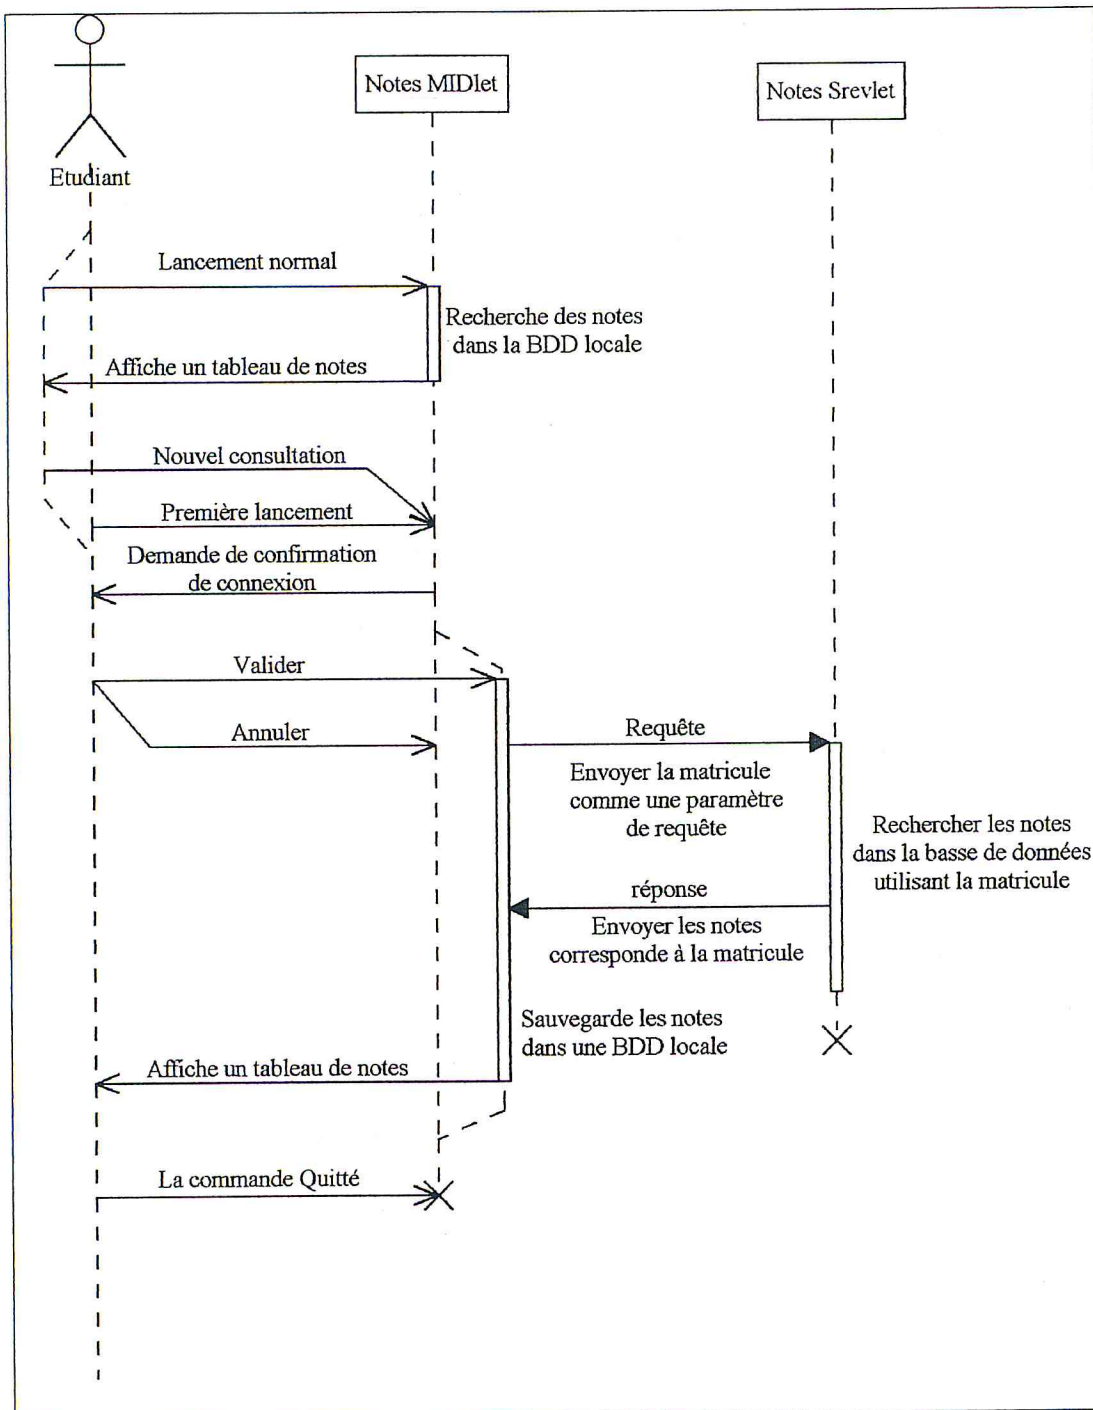 Notes MIDlet
Notes Srevlet
Etudiant
Lancement normal
Recherche des notes
dans la BDD locale
Affiche un tableau de notes
Nouvel consultation
Première lancement
Demande de confirmation
de connexion
Valider
Annuler
Requête
Envoyer la matricule
comme une paramètre
de requête
Rechercher les notes
dans la basse de données
utilisant la matricule
réponse
Envoyer les notes
corresponde à la matricule
Sauvegarde les notes
dans une BDD locale
Affiche un tableau de notes
La commande Quitté